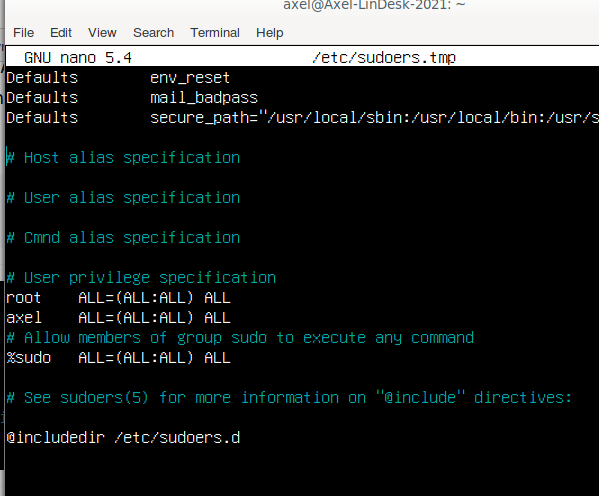 axel@Axel-LinDesk-2021: ~
File Edit View Search Terminal Help
GNU nano 5.4 /etc/sudoers.tmp
Defaults env_reset
Defaults mail_badpass
Defaults secure_path="/usr/local/sbin:/usr/local/bin:/usr/s
# Host alias specification
# User alias specification
# Cmnd alias specification
# User privilege specification
root ALL=(ALL:ALL) ALL
axel ALL=(ALL:ALL) ALL
# Allow members of group sudo to execute any command
%sudo ALL=(ALL:ALL) ALL
# See sudoers(5) for more information on "@include" directives:
@includedir /etc/sudoers.d